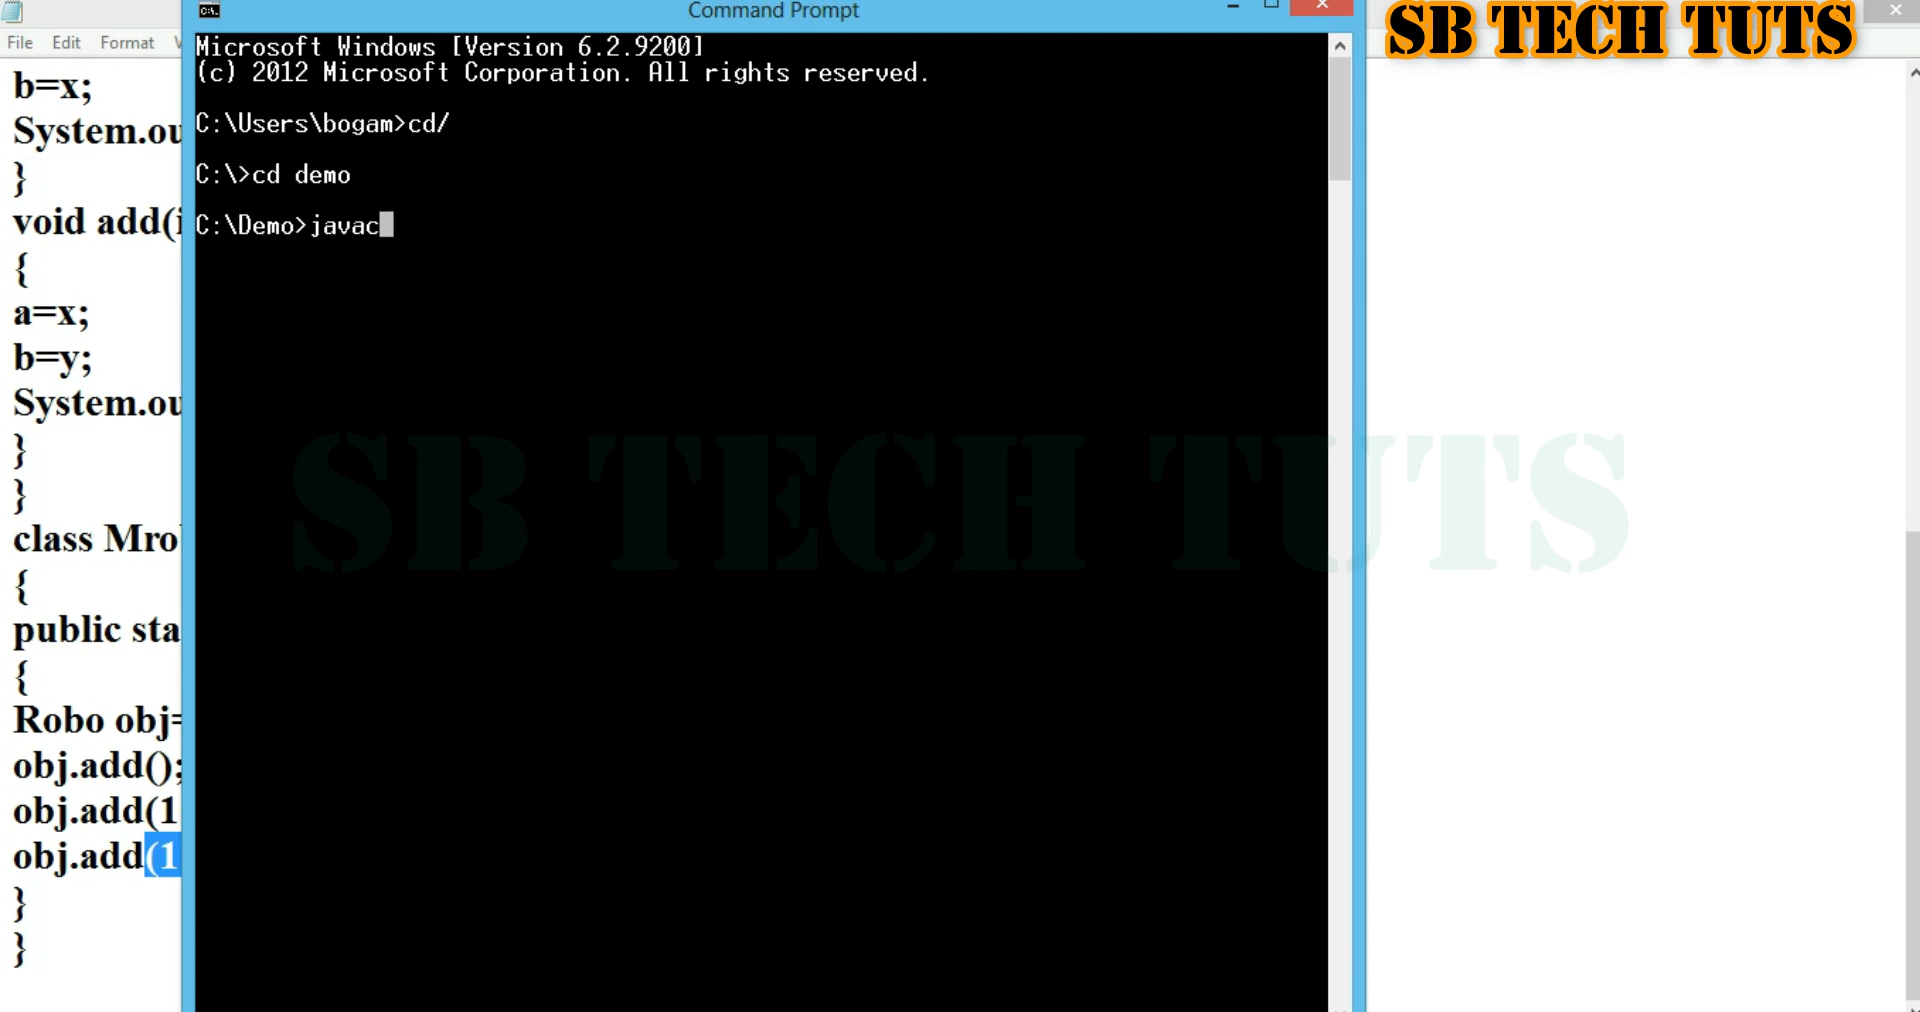 Command Prompt
SB TECH TUTS
File Edit Format
Microsoft Windows [Version 6.2.9200]
(c) 2012 Microsoft Corporation. All rights reserved.
C:\Users\bogam>cd/
C:\>cd demo
C:\Demo>javac
b=x;
System.ou
}
void add(i
{
a=x;
b=y;
System.ou
}
}
class Mro
{
public sta
{
Robo obj=
obj.add();
obj.add(1
obj.add(1
}
}
SB TECH TUTS